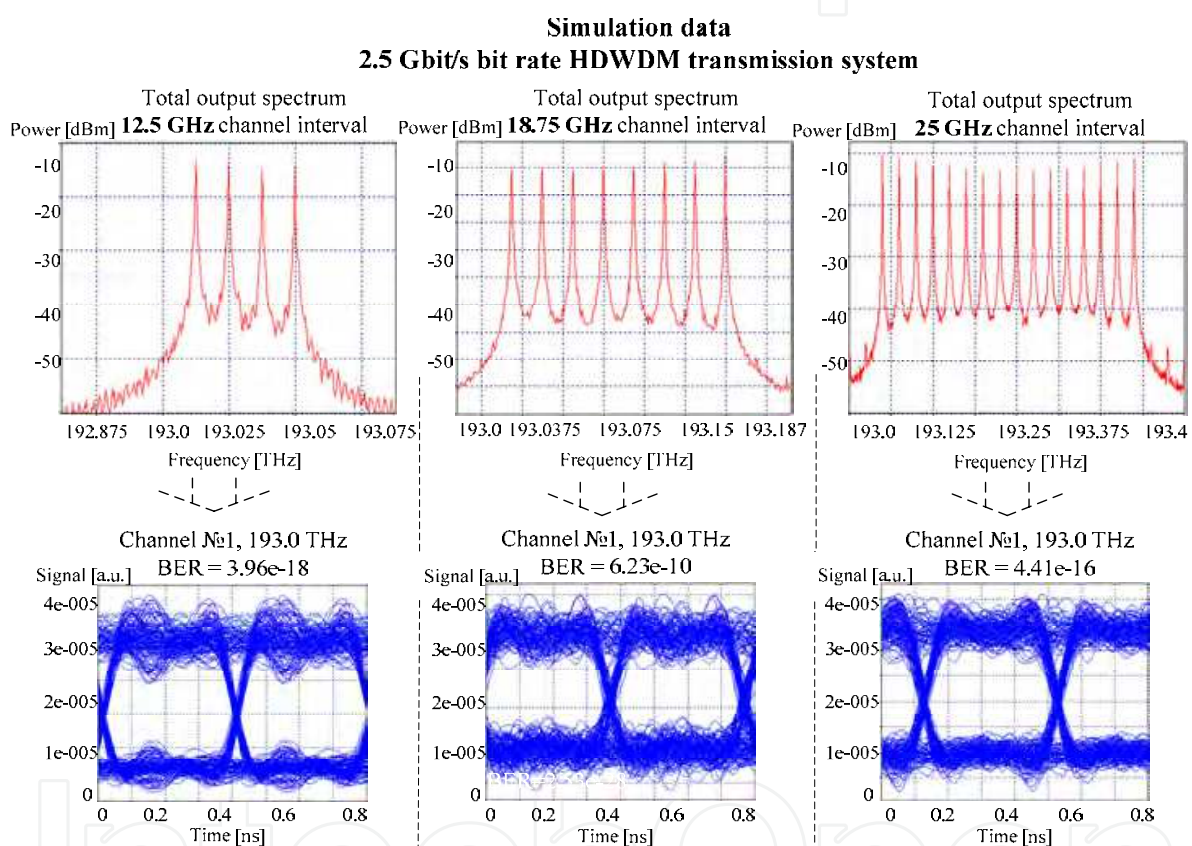 Simulation data
2.5 Gbit/s bit rate HDWDM transmission system
Total output spectrum
Power [dBm] 12.5 GHz channel interval
-10
-20
-30
-40
-50
192.875 193.0 193.025 193.05 193.075
Frequency [THz]
Total output spectrum
Power [dBm] 18.75 GHz channel interval
-10
-20
-30
-40
-50
193.0 193.0375 193.075 193.15 193.187
Frequency [THz]
Total output spectrum
Power [dBm] 25 GHz channel interval
-10
-20
-30
-40
-50
193.0 193.125 193.25 193.375 193.4
Frequency [THz]
Channel №1, 193.0 THz
BER = 3.96e-18
Signal [a.u.]
4e-005
3e-005
2e-005
1e-005
0
0 0.2 0.4 0.6 0.8
Time [ns]
Channel №1, 193.0 THz
BER = 6.23e-10
Signal [a.u.]
4e-005
3e-005
2e-005
1e-005
0
0 0.2 0.4 0.6 0.8
Time [ns]
Channel №1, 193.0 THz
BER = 4.41e-16
Signal [a.u.]
4e-005
3e-005
2e-005
1e-005
0
0 0.2 0.4 0.6 0.8
Time [ns]